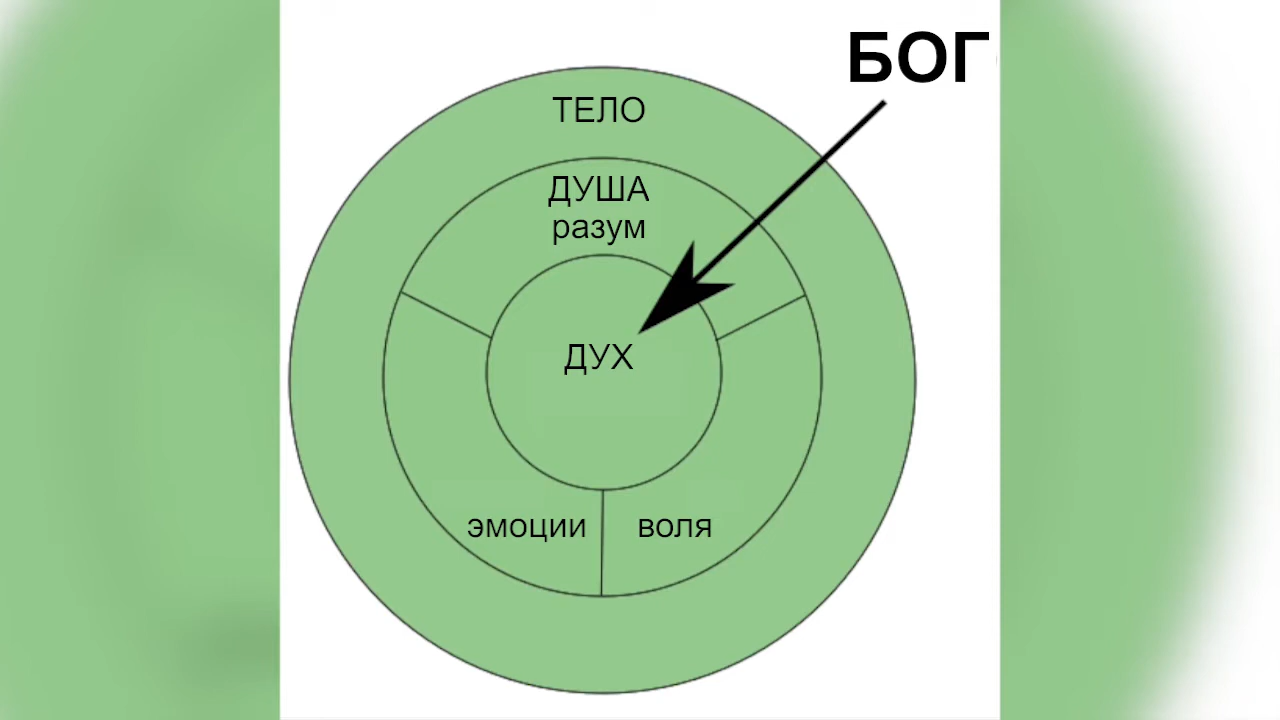 БОГ
ТЕЛО
ДУША
разум
ДУХ
эмоции воля